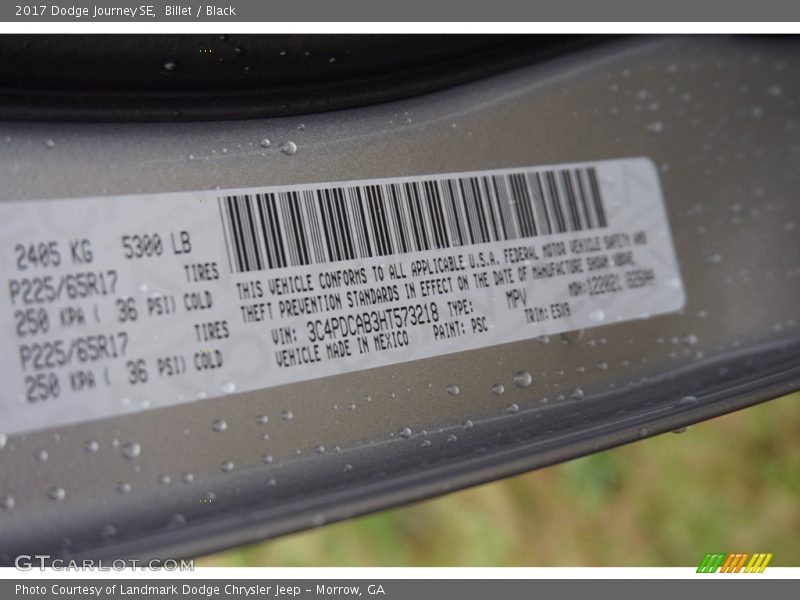 2017 Dodge Journey SE,  Billet / Black
2405 KG 5300 LB
P225/65R17 TIRES
250 KPA ( 36 PSI) COLD
P225/65R17 TIRES
250 KPA ( 36 PSI) COLD
THIS VEHICLE CONFORMS TO ALL APPLICABLE U.S.A. FEDERAL MOTOR VEHICLE SAFETY AND
THEFT PREVENTION STANDARDS IN EFFECT ON THE DATE OF MANUFACTURE SHOWN ABOVE.
VIN: 3C4PDCAB3HT573218 TYPE: MPV
VEHICLE MADE IN MEXICO PAINT: PSC TRIM:
GTCARLOT.COM
Photo Courtesy of Landmark Dodge Chrysler Jeep – Morrow, GA